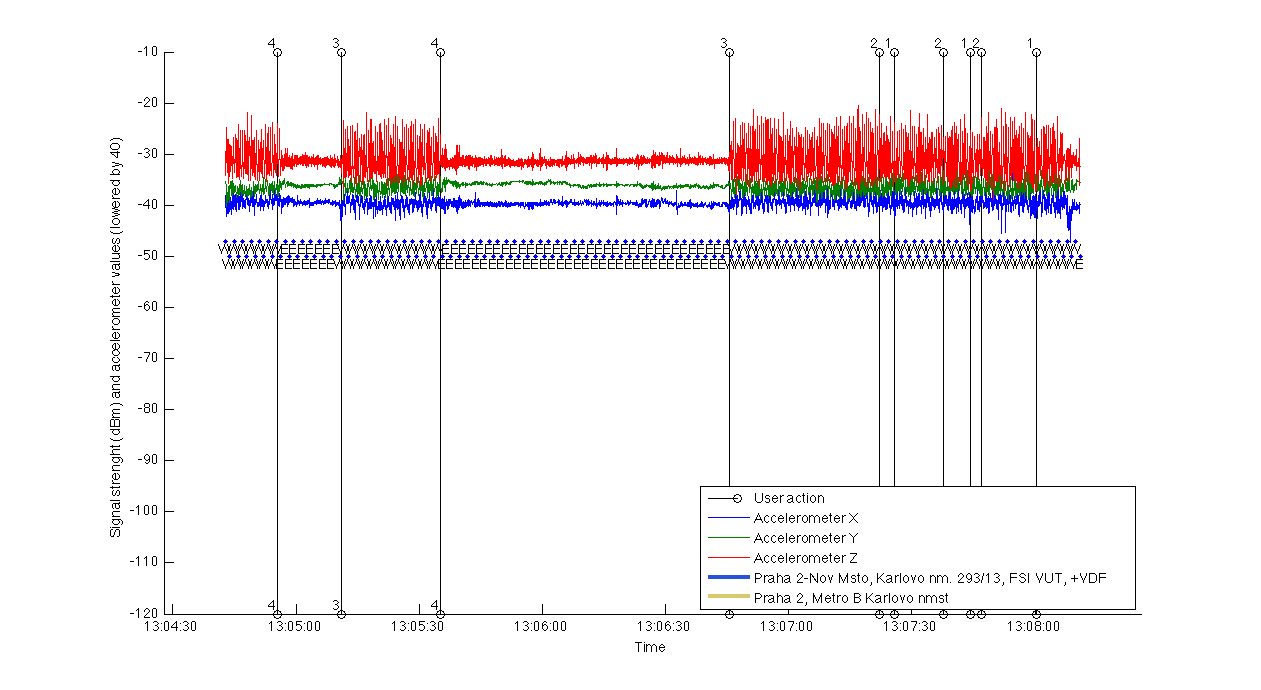 4 3 4 3 2 1 2 1 2 1
-10
-20
-30
-40
-50
-60
-70
-80
-90
-100
-110
-120
Signal strenght (dBm) and accelerometer values (lowered by 40)
User action
Accelerometer X
Accelerometer Y
Accelerometer Z
Praha 2-Nov Msto, Karlovo nm. 293/13, FSI VUT, +VDF
Praha 2, Metro B Karlovo nmst
4 3 4
13:04:30 13:05:00 13:05:30 13:06:00 13:06:30 13:07:00 13:07:30 13:08:00
Time